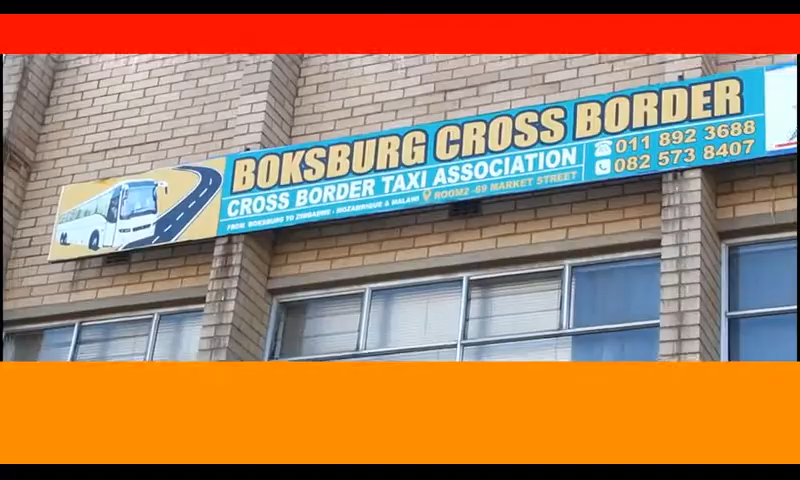 BOKSBURG CROSS BORDER
CROSS BORDER TAXI ASSOCIATION
FROM BOKSBURG TO ZIMBABWE - MOZAMBIQUE & MALAWI
ROOM2 -69 MARKET STREET
011 892 3688
082 573 8407